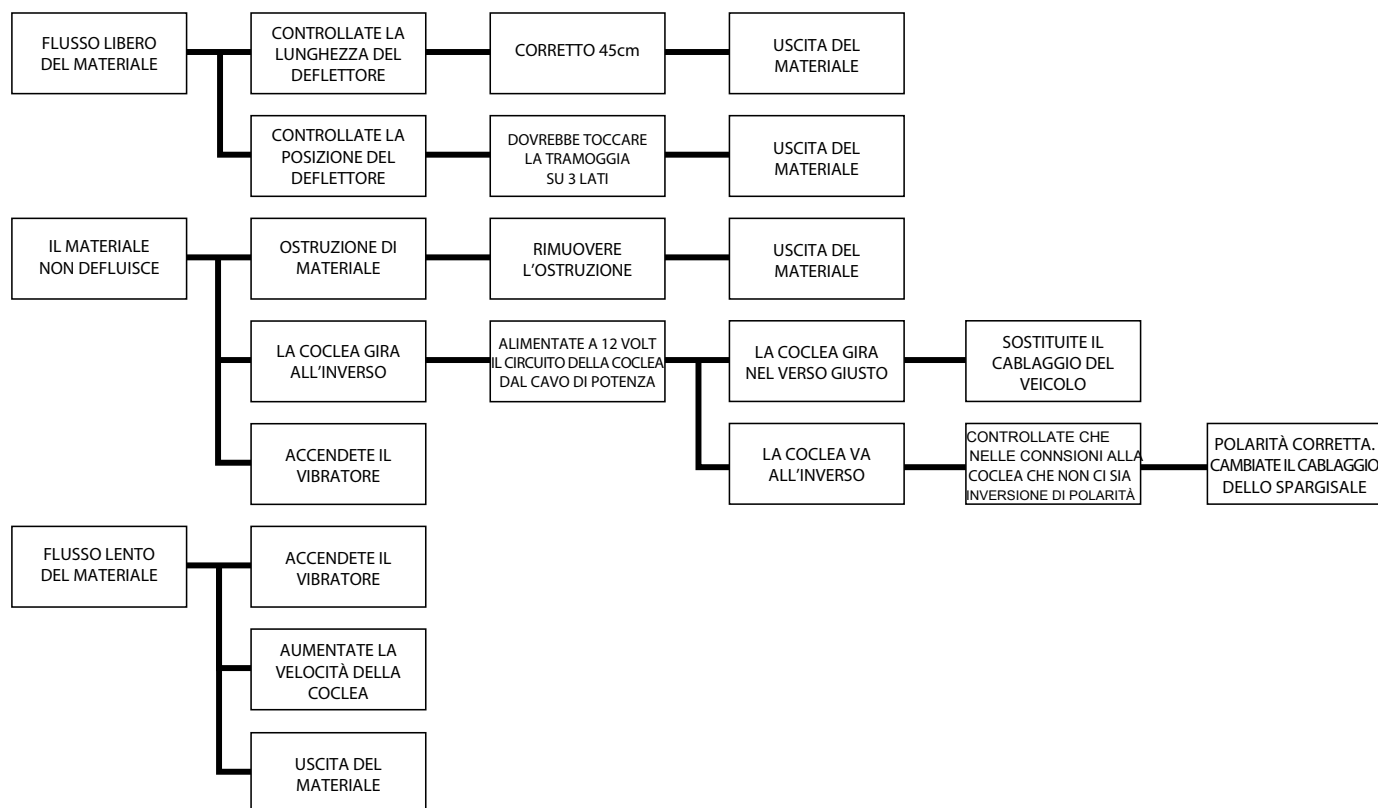 FLUSSO LIBERO
DEL MATERIALE
CONTROLLATE LA
LUNGHEZZA DEL
DEFLETTORE
CORRETTO 45cm
USCITA DEL
MATERIALE
CONTROLLATE LA
POSIZIONE DEL
DEFLETTORE
DOVREBBE TOCCARE
LA TRAMOGGIA
SU 3 LATI
USCITA DEL
MATERIALE
IL MATERIALE
NON DEFLUISCE
OSTRUZIONE DI
MATERIALE
RIMUOVERE
L'OSTRUZIONE
USCITA DEL
MATERIALE
LA COCLEA GIRA
ALL'INVERSO
ALIMENTATE A 12 VOLT
IL CIRCUITO DELLA COCLEA
DAL CAVO DI POTENZA
LA COCLEA GIRA
NEL VERSO GIUSTO
SOSTITUITE IL
CABLAGGIO DEL
VEICOLO
LA COCLEA VA
ALL'INVERSO
CONTROLLATE CHE
NELLE CONNSIONI ALLA
COCLEA CHE NON CI SIA
INVERSIONE DI POLARITÀ
POLARITÀ CORRETTA.
CAMBIATE IL CABLAGGIO
DELLO SPARGISALE
ACCENDETE IL
VIBRATORE
FLUSSO LENTO
DEL MATERIALE
ACCENDETE IL
VIBRATORE
AUMENTATE LA
VELOCITÀ DELLA
COCLEA
USCITA DEL
MATERIALE